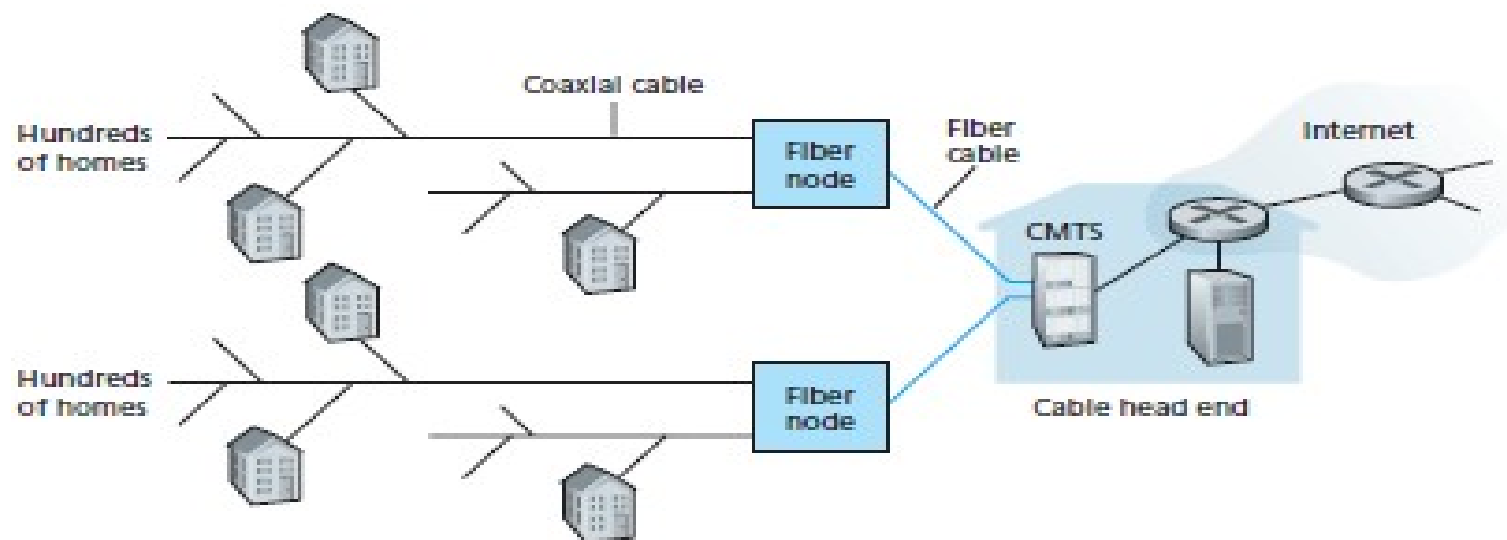 Coaxial cable
Hundreds
of homes
Fiber
node
Fiber
cable
Internet
CMTS
Hundreds
of homes
Fiber
node
Cable head end